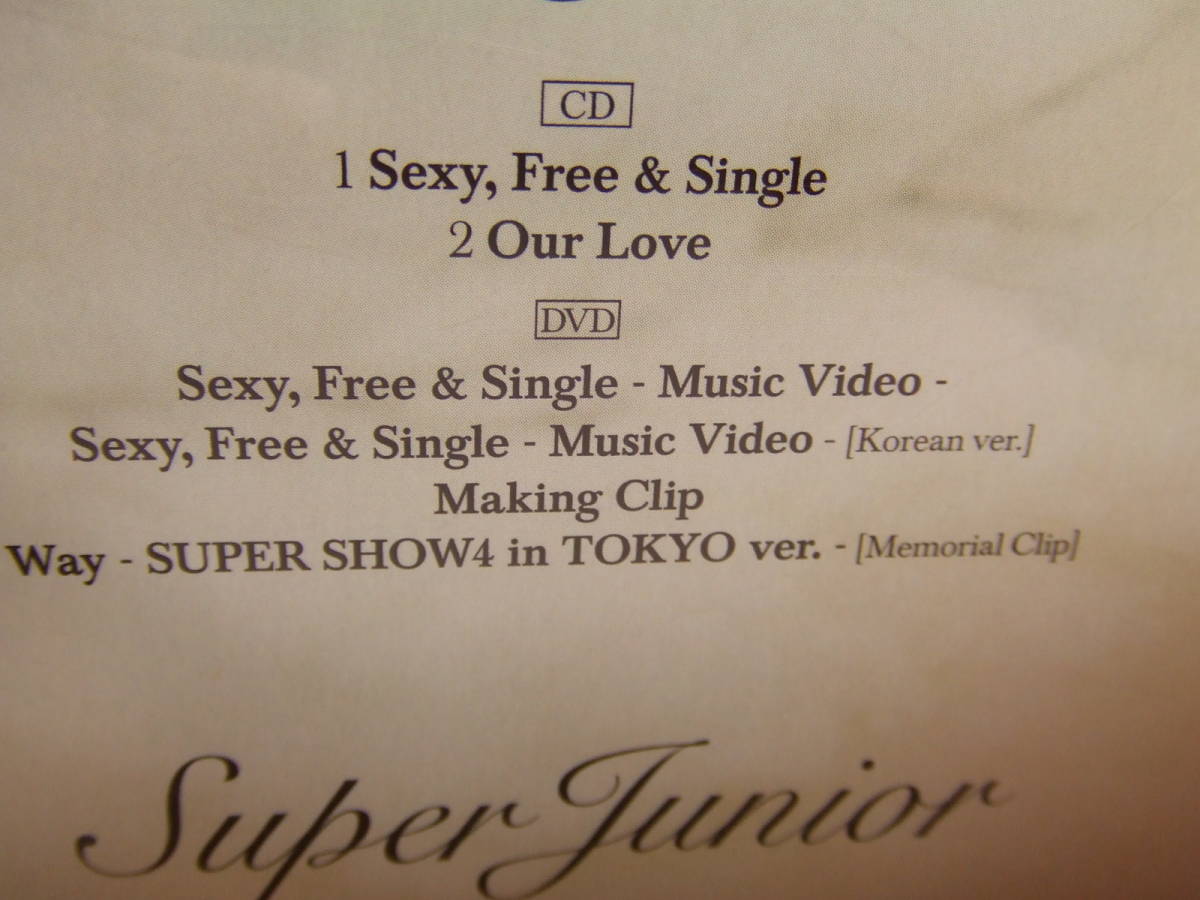 CD
1 Sexy, Free & Single
2 Our Love
DVD
Sexy, Free & Single - Music Video -
Sexy, Free & Single - Music Video - [Korean ver.]
Making Clip
Way - SUPER SHOW4 in TOKYO ver. - [Memorial Clip]
Super Junior